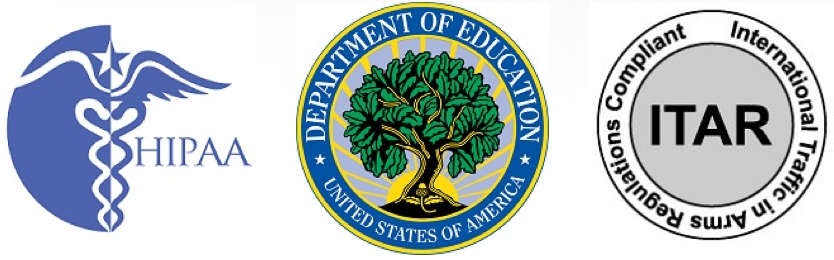 HIPAA
DEPARTMENT OF EDUCATION
UNITED STATES OF AMERICA
International Traffic in Arms Regulations Compliant
ITAR